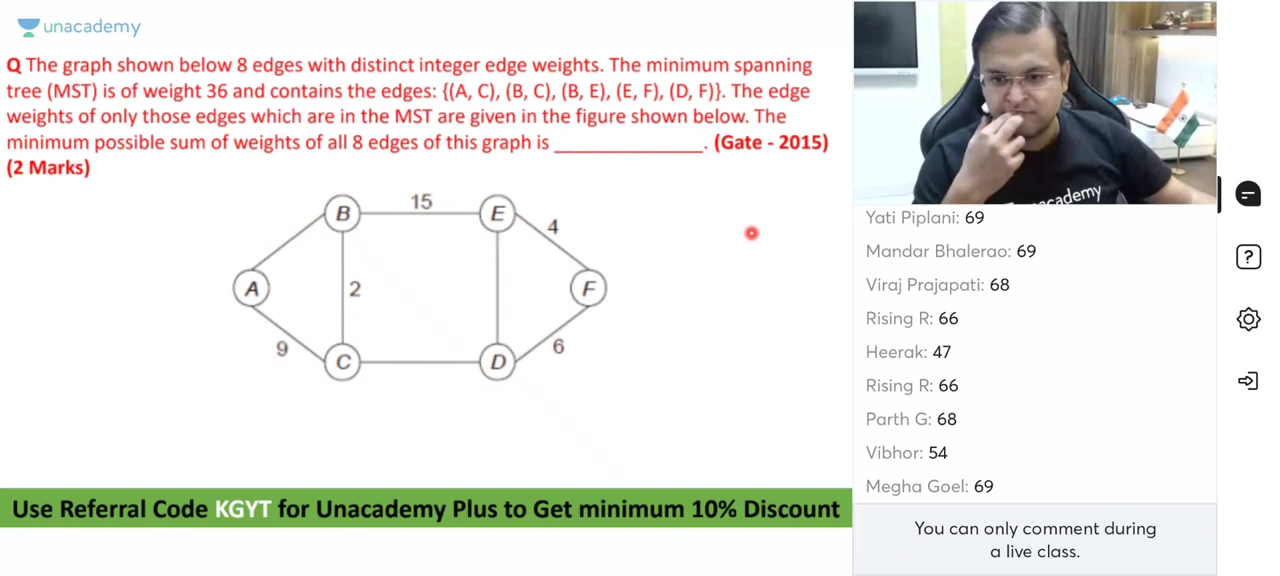 unacademy
Q The graph shown below 8 edges with distinct integer edge weights. The minimum spanning
tree (MST) is of weight 36 and contains the edges: {(A, C), (B, C), (B, E), (E, F), (D, F)}. The edge
weights of only those edges which are in the MST are given in the figure shown below. The
minimum possible sum of weights of all 8 edges of this graph is ______________. (Gate - 2015)
(2 Marks)
B 15 E
4
A 2 F
9 6
C D
Use Referral Code KGYT for Unacademy Plus to Get minimum 10% Discount
Yati Piplani: 69
Mandar Bhalerao: 69
Viraj Prajapati: 68
Rising R: 66
Heerak: 47
Rising R: 66
Parth G: 68
Vibhor: 54
Megha Goel: 69
You can only comment during
a live class.
?